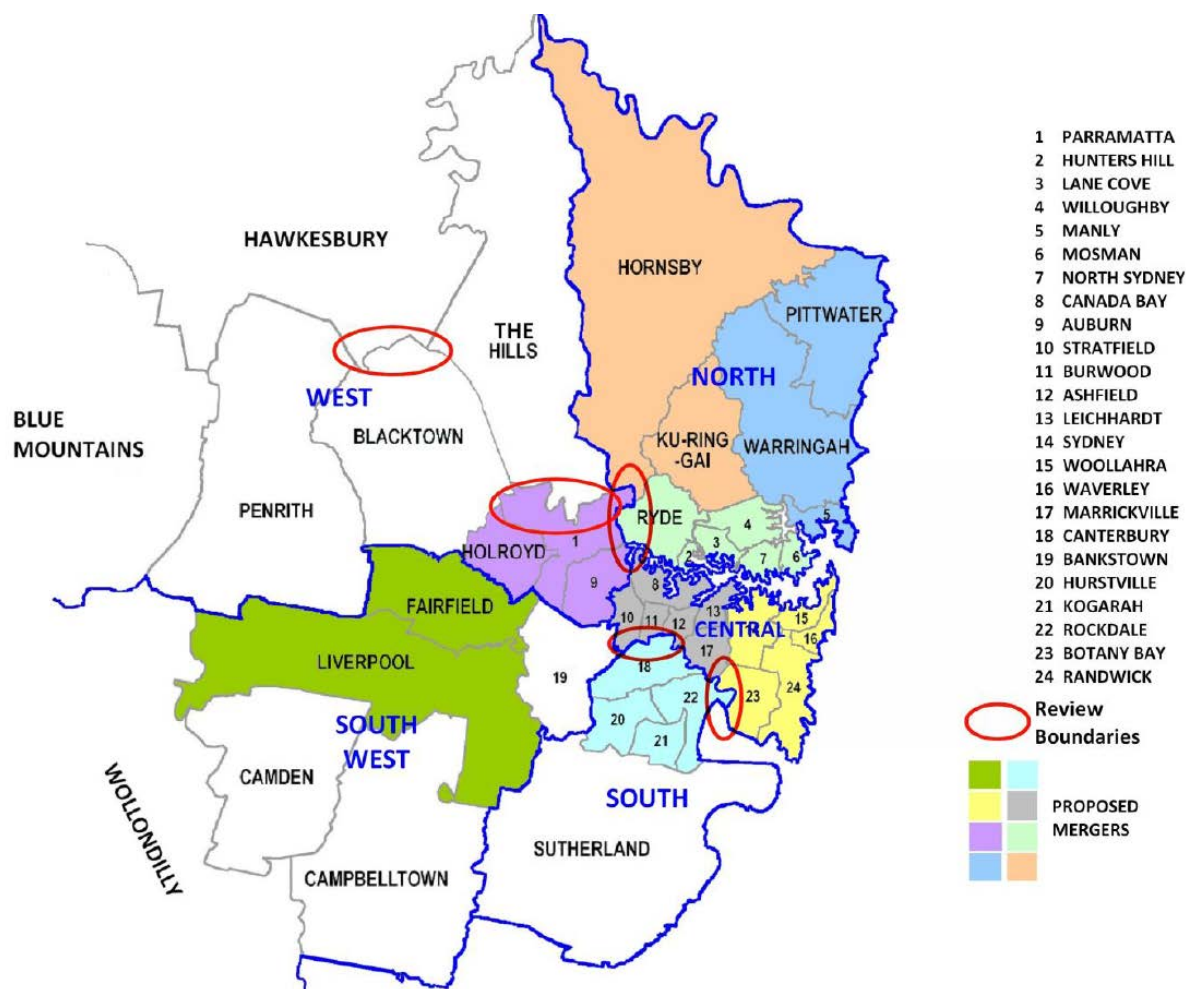 HAWKESBURY
HORNSBY
PITTWATER
THE
HILLS
NORTH
WEST
BLUE
MOUNTAINS
BLACKTOWN
KU-RING
-GAI
WARRINGAH
PENRITH
RYDE
4
5
HOLROYD
1
3
2
7
6
9
8
FAIRFIELD
10
11
12
13
CENTRAL
15
16
LIVERPOOL
17
18
19
22
23
24
20
21
SOUTH
WEST
CAMDEN
SOUTH
WOLLONDILLY
SUTHERLAND
CAMPBELLTOWN
1 PARRAMATTA
2 HUNTERS HILL
3 LANE COVE
4 WILLOUGHBY
5 MANLY
6 MOSMAN
7 NORTH SYDNEY
8 CANADA BAY
9 AUBURN
10 STRATFIELD
11 BURWOOD
12 ASHFIELD
13 LEICHHARDT
14 SYDNEY
15 WOOLLAHRA
16 WAVERLEY
17 MARRICKVILLE
18 CANTERBURY
19 BANKSTOWN
20 HURSTVILLE
21 KOGARAH
22 ROCKDALE
23 BOTANY BAY
24 RANDWICK
Review
Boundaries
PROPOSED
MERGERS